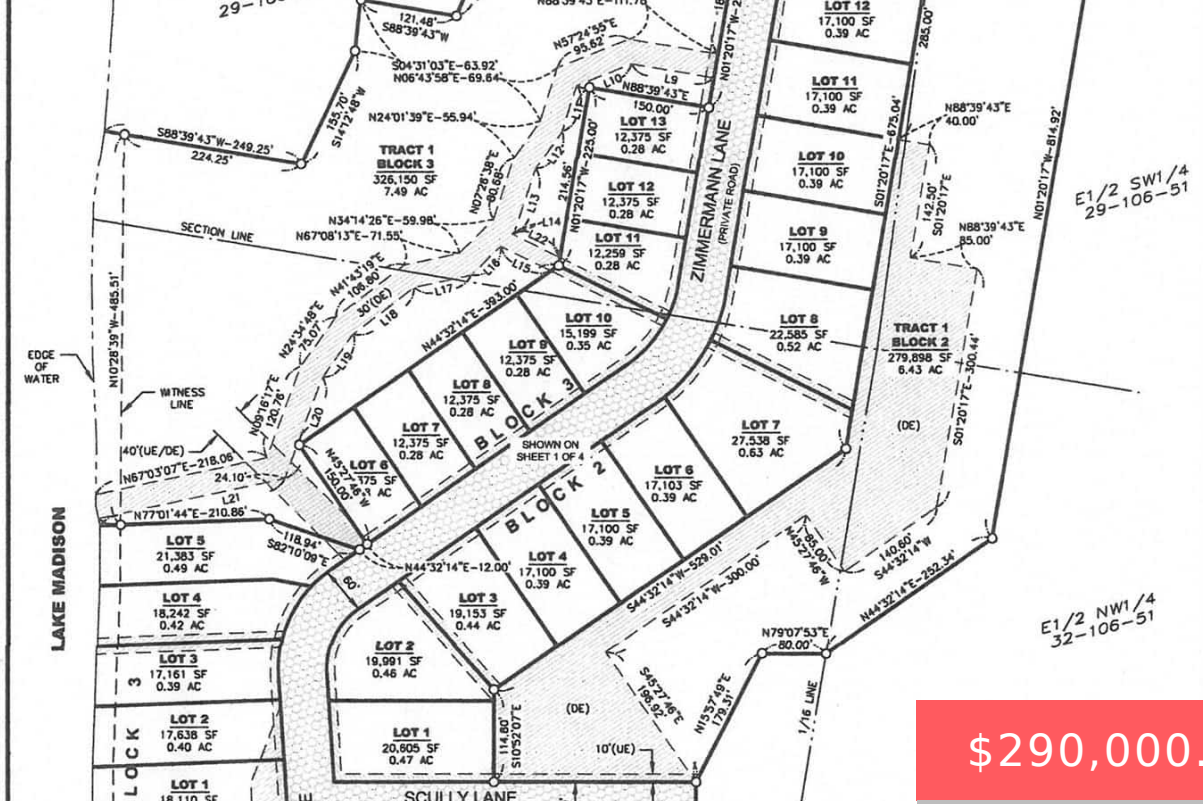 121.48'
S88°39'43"W
N57°24'55"E
95.62'
S04°31'03"E-63.92'
N06°43'58"E-69.64'
L10
L9
N88°39'43"E
150.00'
155.70'
S14°12'48"W
S88°39'43"W-249.25'
224.25'
N24°01'39"E-55.94'
TRACT 1
BLOCK 3
326,150 SF
7.49 AC
N07°26'38"E
80.68'
L12
L13
L14
L22
L15
L16
L17
L18
L19
L20
214.56'
N01°20'17"W-225.00'
LOT 13
12,375 SF
0.28 AC
LOT 12
12,375 SF
0.28 AC
LOT 11
12,259 SF
0.28 AC
ZIMMERMANN LANE
(PRIVATE ROAD)
LOT 12
17,100 SF
0.39 AC
LOT 11
17,100 SF
0.39 AC
LOT 10
17,100 SF
0.39 AC
LOT 9
17,100 SF
0.39 AC
LOT 8
22,585 SF
0.52 AC
285.00'
S01°20'17"E-675.04'
N88°39'43"E
40.00'
142.50'
S01°20'17"E
N88°39'43"E
85.00'
N01°20'17"W-814.92'
E1/2 SW1/4
29-106-51
N34°14'26"E-59.98'
N67°08'13"E-71.55'
SECTION LINE
N41°43'19"E
106.80'
30'(DE)
N24°34'48"E
75.07'
N09°16'17"E
120.76'
N44°32'14"E-393.00'
LOT 10
15,199 SF
0.35 AC
LOT 9
12,375 SF
0.28 AC
LOT 8
12,375 SF
0.28 AC
LOT 7
12,375 SF
0.28 AC
LOT 6
BLOCK 3
TRACT 1
BLOCK 2
279,898 SF
6.43 AC
(DE)
S01°20'17"E-300.44'
EDGE
OF
WATER
N10°28'39"W-485.51'
WITNESS
LINE
40'(UE/DE)
N67°03'07"E-218.06'
24.10'
L21
N77°01'44"E-210.86'
N45°27'46"W
150.00'
SHOWN ON
SHEET 1 OF 4
BLOCK 2
LOT 7
27,538 SF
0.63 AC
LOT 6
17,103 SF
0.39 AC
LOT 5
17,100 SF
0.39 AC
LOT 4
17,100 SF
0.39 AC
LOT 3
19,153 SF
0.44 AC
LOT 2
19,991 SF
0.46 AC
LOT 1
20,605 SF
0.47 AC
118.94'
S82°10'09"E
N44°32'14"E-12.00'
60'
LAKE MADISON
LOT 5
21,383 SF
0.49 AC
LOT 4
18,242 SF
0.42 AC
LOT 3
17,161 SF
0.39 AC
LOT 2
17,638 SF
0.40 AC
LOT 1
LOCK 3
S44°32'14"W-529.01'
S44°32'14"W-300.00'
85.00'
N45°27'46"W
140.60'
S44°32'14"W
N44°32'14"E-252.34'
N79°07'53"E
80.00'
E1/2 NW1/4
32-106-51
1/16 LINE
S45°27'46"E
196.92'
N15°37'49"E
179.31'
(DE)
10'(UE)
114.80'
S10°52'07"E
SCULLY LANE
$290,000.